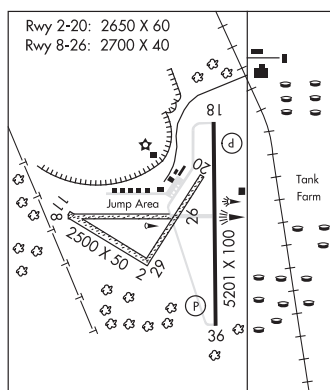 Rwy 2-20: 2650 X 60
Rwy 8-26: 2700 X 40
18
P
20
Tank
Farm
Jump Area
11
8
26
2500 X 50
2
29
5201 X 100
P
36